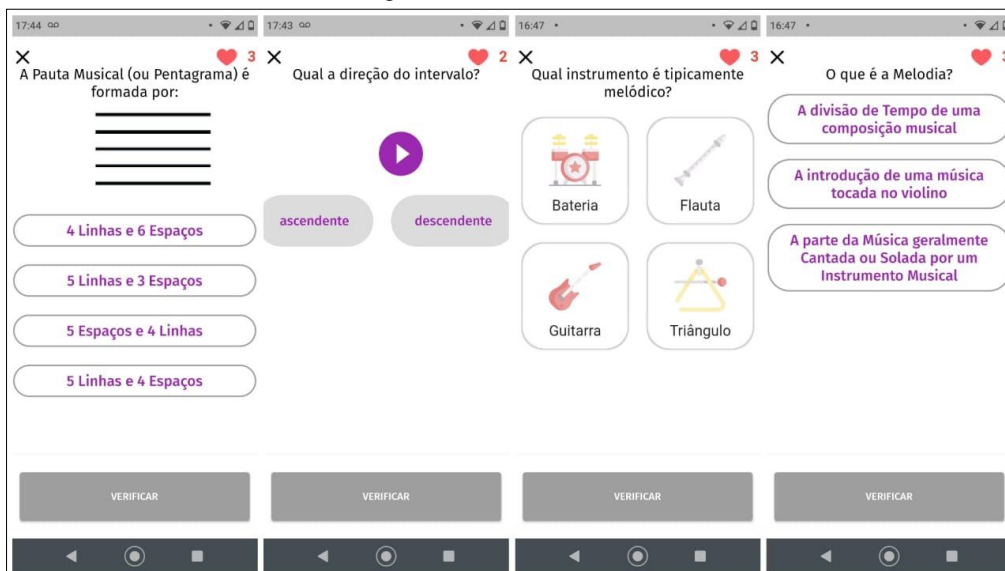 17:44
3
A Pauta Musical (ou Pentagrama) é
formada por:
4 Linhas e 6 Espaços
5 Linhas e 3 Espaços
5 Espaços e 4 Linhas
5 Linhas e 4 Espaços
VERIFICAR
17:43
2
Qual a direção do intervalo?
ascendente
descendente
VERIFICAR
16:47
3
Qual instrumento é tipicamente
melódico?
Bateria
Flauta
Guitarra
Triângulo
VERIFICAR
16:47
O que é a Melodia?
A divisão de Tempo de uma
composição musical
A introdução de uma música
tocada no violino
A parte da Música geralmente
Cantada ou Solada por um
Instrumento Musical
VERIFICAR